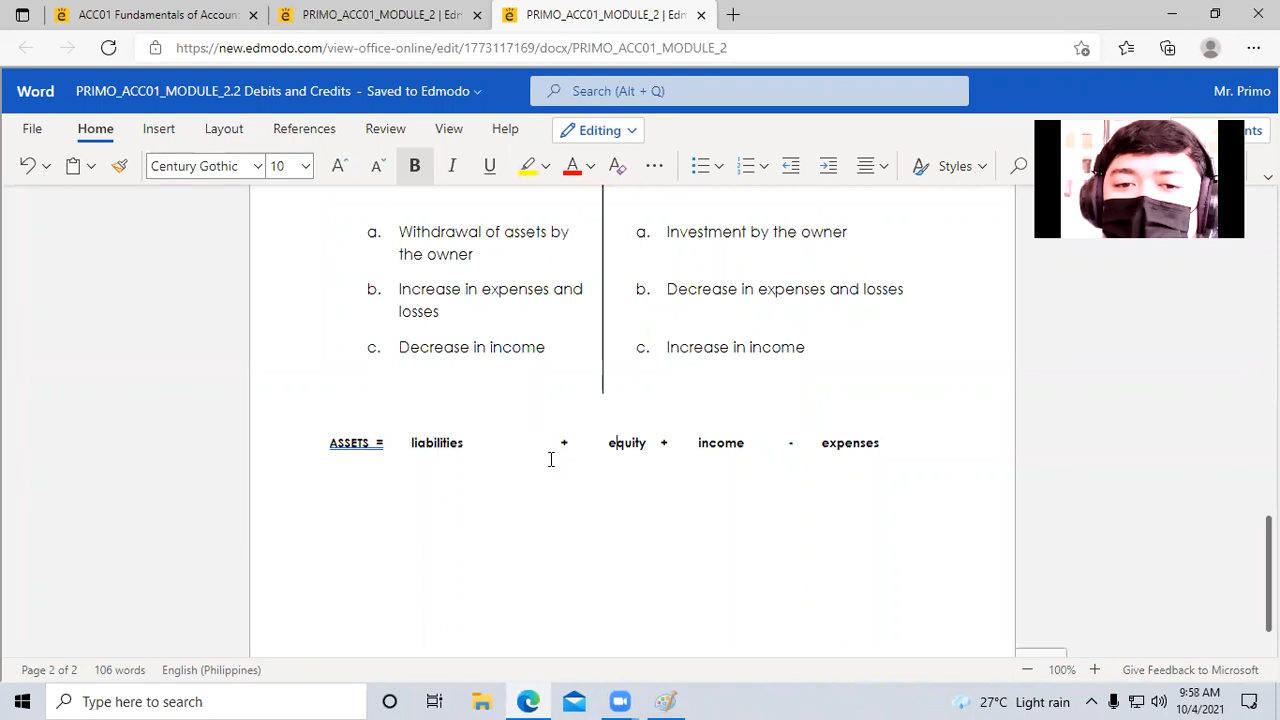 ACC01 Fundamentals of Accour
PRIMO_ACC01_MODULE_2 | Edm
PRIMO_ACC01_MODULE_2 | Edm
https://new.edmodo.com/view-office-online/edit/1773117169/docx/PRIMO_ACC01_MODULE_2
Word PRIMO_ACC01_MODULE_2.2 Debits and Credits - Saved to Edmodo Search (Alt + Q) Mr. Primo
File Home Insert Layout References Review View Help Editing nts
Century Gothic 10 B I U A Styles
a. Withdrawal of assets by
the owner
b. Increase in expenses and
losses
c. Decrease in income
a. Investment by the owner
b. Decrease in expenses and losses
c. Increase in income
ASSETS = liabilities + equity + income - expenses
Page 2 of 2 106 words English (Philippines) 100% Give Feedback to Microsoft
Type here to search
27°C Light rain
9:58 AM
10/4/2021